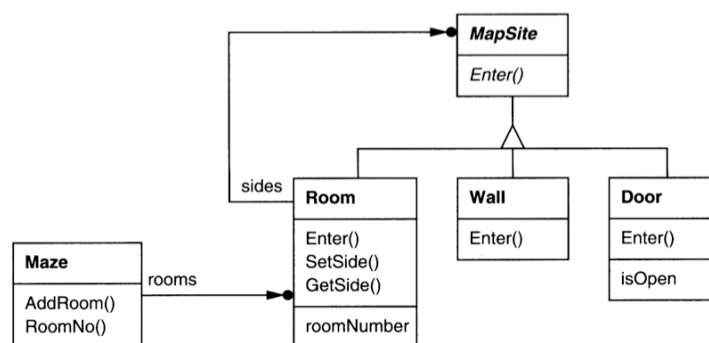 MapSite
Enter()
sides
Room
Enter()
SetSide()
GetSide()
roomNumber
Wall
Enter()
Door
Enter()
isOpen
Maze
AddRoom()
RoomNo()
rooms